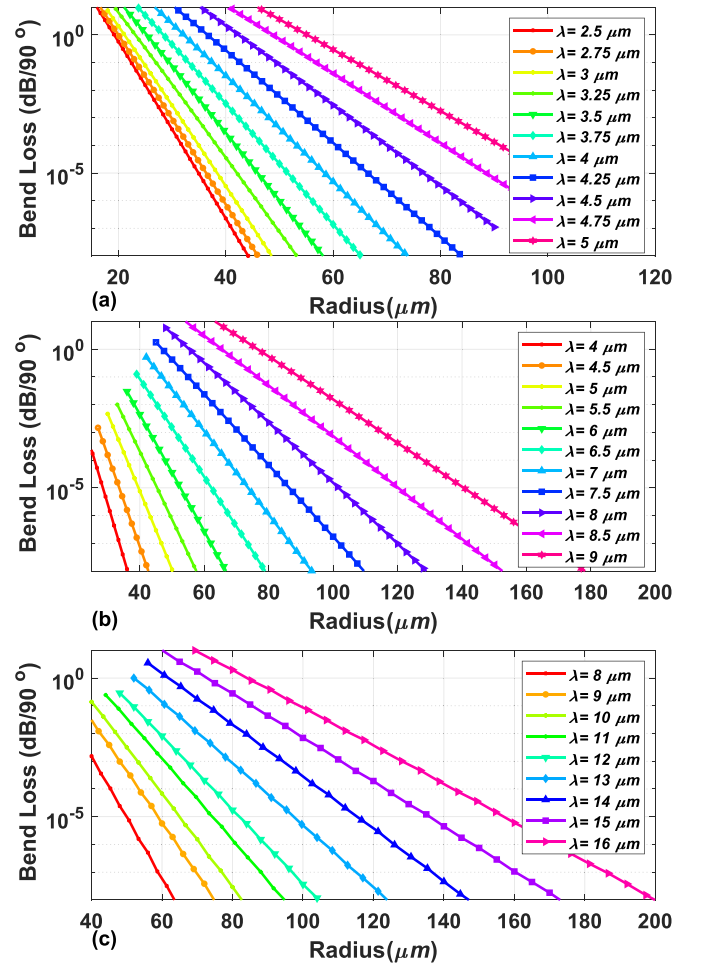 Bend Loss (dB/90 °)
10^0
10^-5
20 40 60 80 100 120
Radius(μm)
(a)
λ= 2.5 μm
λ= 2.75 μm
λ= 3 μm
λ= 3.25 μm
λ= 3.5 μm
λ= 3.75 μm
λ= 4 μm
λ= 4.25 μm
λ= 4.5 μm
λ= 4.75 μm
λ= 5 μm
Bend Loss (dB/90 °)
10^0
10^-5
40 60 80 100 120 140 160 180 200
Radius(μm)
(b)
λ= 4 μm
λ= 4.5 μm
λ= 5 μm
λ= 5.5 μm
λ= 6 μm
λ= 6.5 μm
λ= 7 μm
λ= 7.5 μm
λ= 8 μm
λ= 8.5 μm
λ= 9 μm
Bend Loss (dB/90 °)
10^0
10^-5
40 60 80 100 120 140 160 180 200
Radius(μm)
(c)
λ= 8 μm
λ= 9 μm
λ= 10 μm
λ= 11 μm
λ= 12 μm
λ= 13 μm
λ= 14 μm
λ= 15 μm
λ= 16 μm